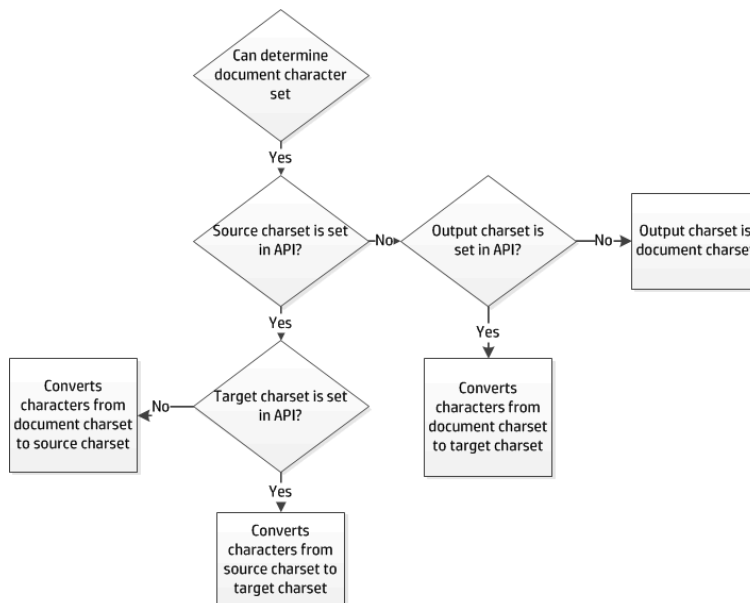 Can determine
document character
set
Yes
Source charset is set
in API?
No
Output charset is
set in API?
No
Output charset is
document charset
Yes
Yes
Target charset is set
in API?
No
Converts
characters from
document charset
to source charset
Converts
characters from
document charset
to target charset
Yes
Converts
characters from
source charset to
target charset